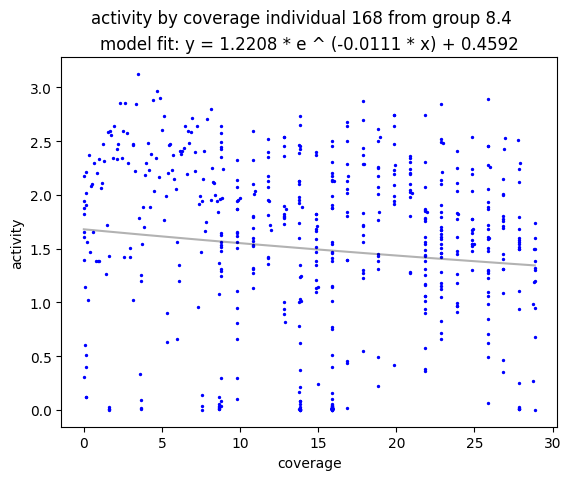 activity by coverage individual 168 from group 8.4
model fit: y = 1.2208 * e ^ (-0.0111 * x) + 0.4592
3.0
2.5
2.0
1.5
1.0
0.5
0.0
activity
0 5 10 15 20 25 30
coverage